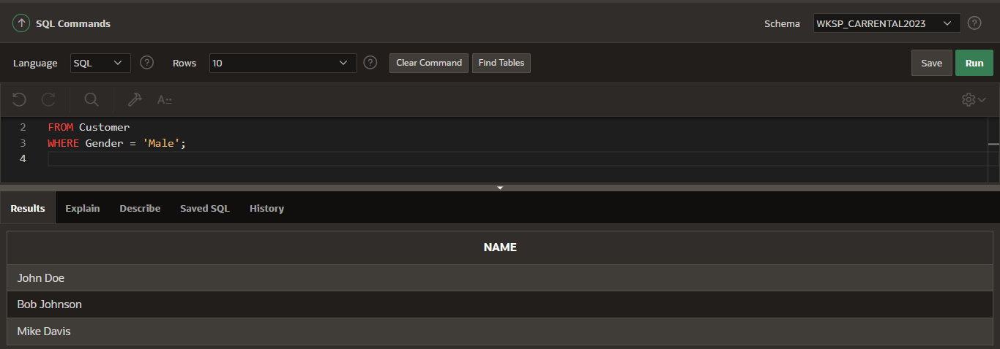 SQL Commands Schema WKSP_CARRENTAL2023 ?
Language SQL ? Rows 10 ? Clear Command Find Tables Save Run
A
2 FROM Customer
3 WHERE Gender = 'Male';
4
Results Explain Describe Saved SQL History
NAME
John Doe
Bob Johnson
Mike Davis